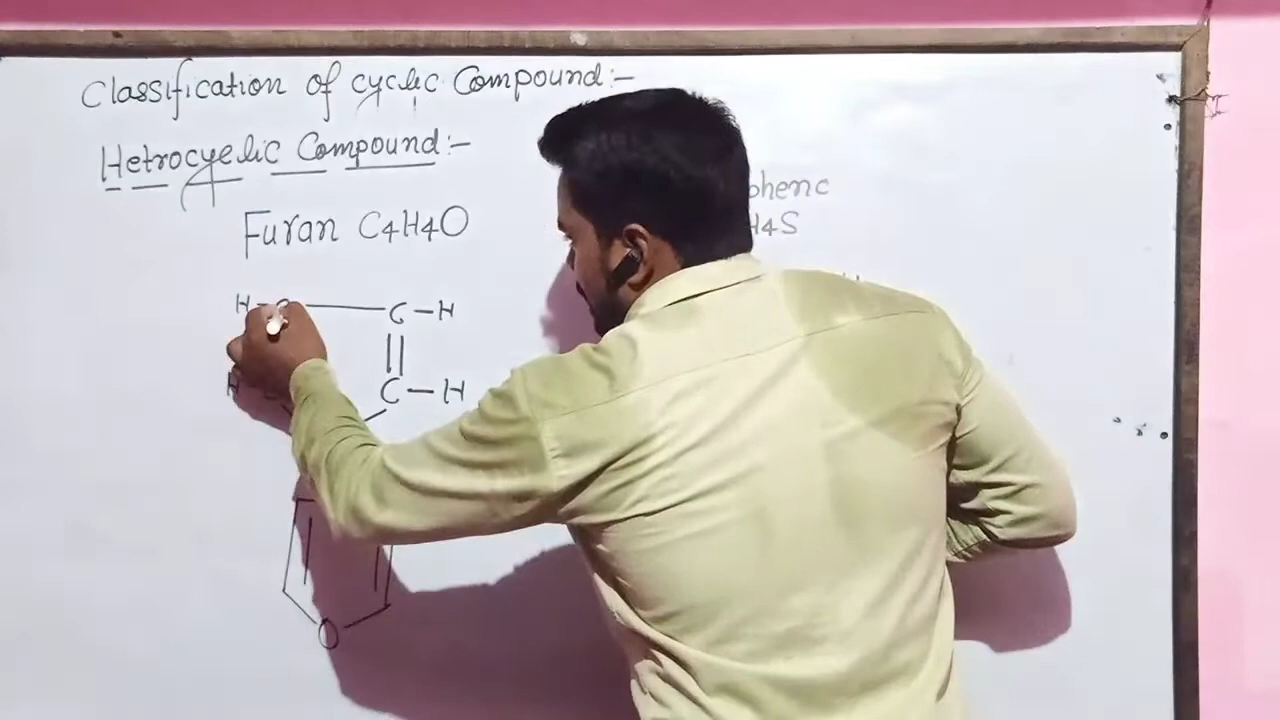 Classification of cyclic Compound:-
Hetrocyclic Compound:-
Furan C4H4O
phenc
H4S
H- C - H
C - H
H
O